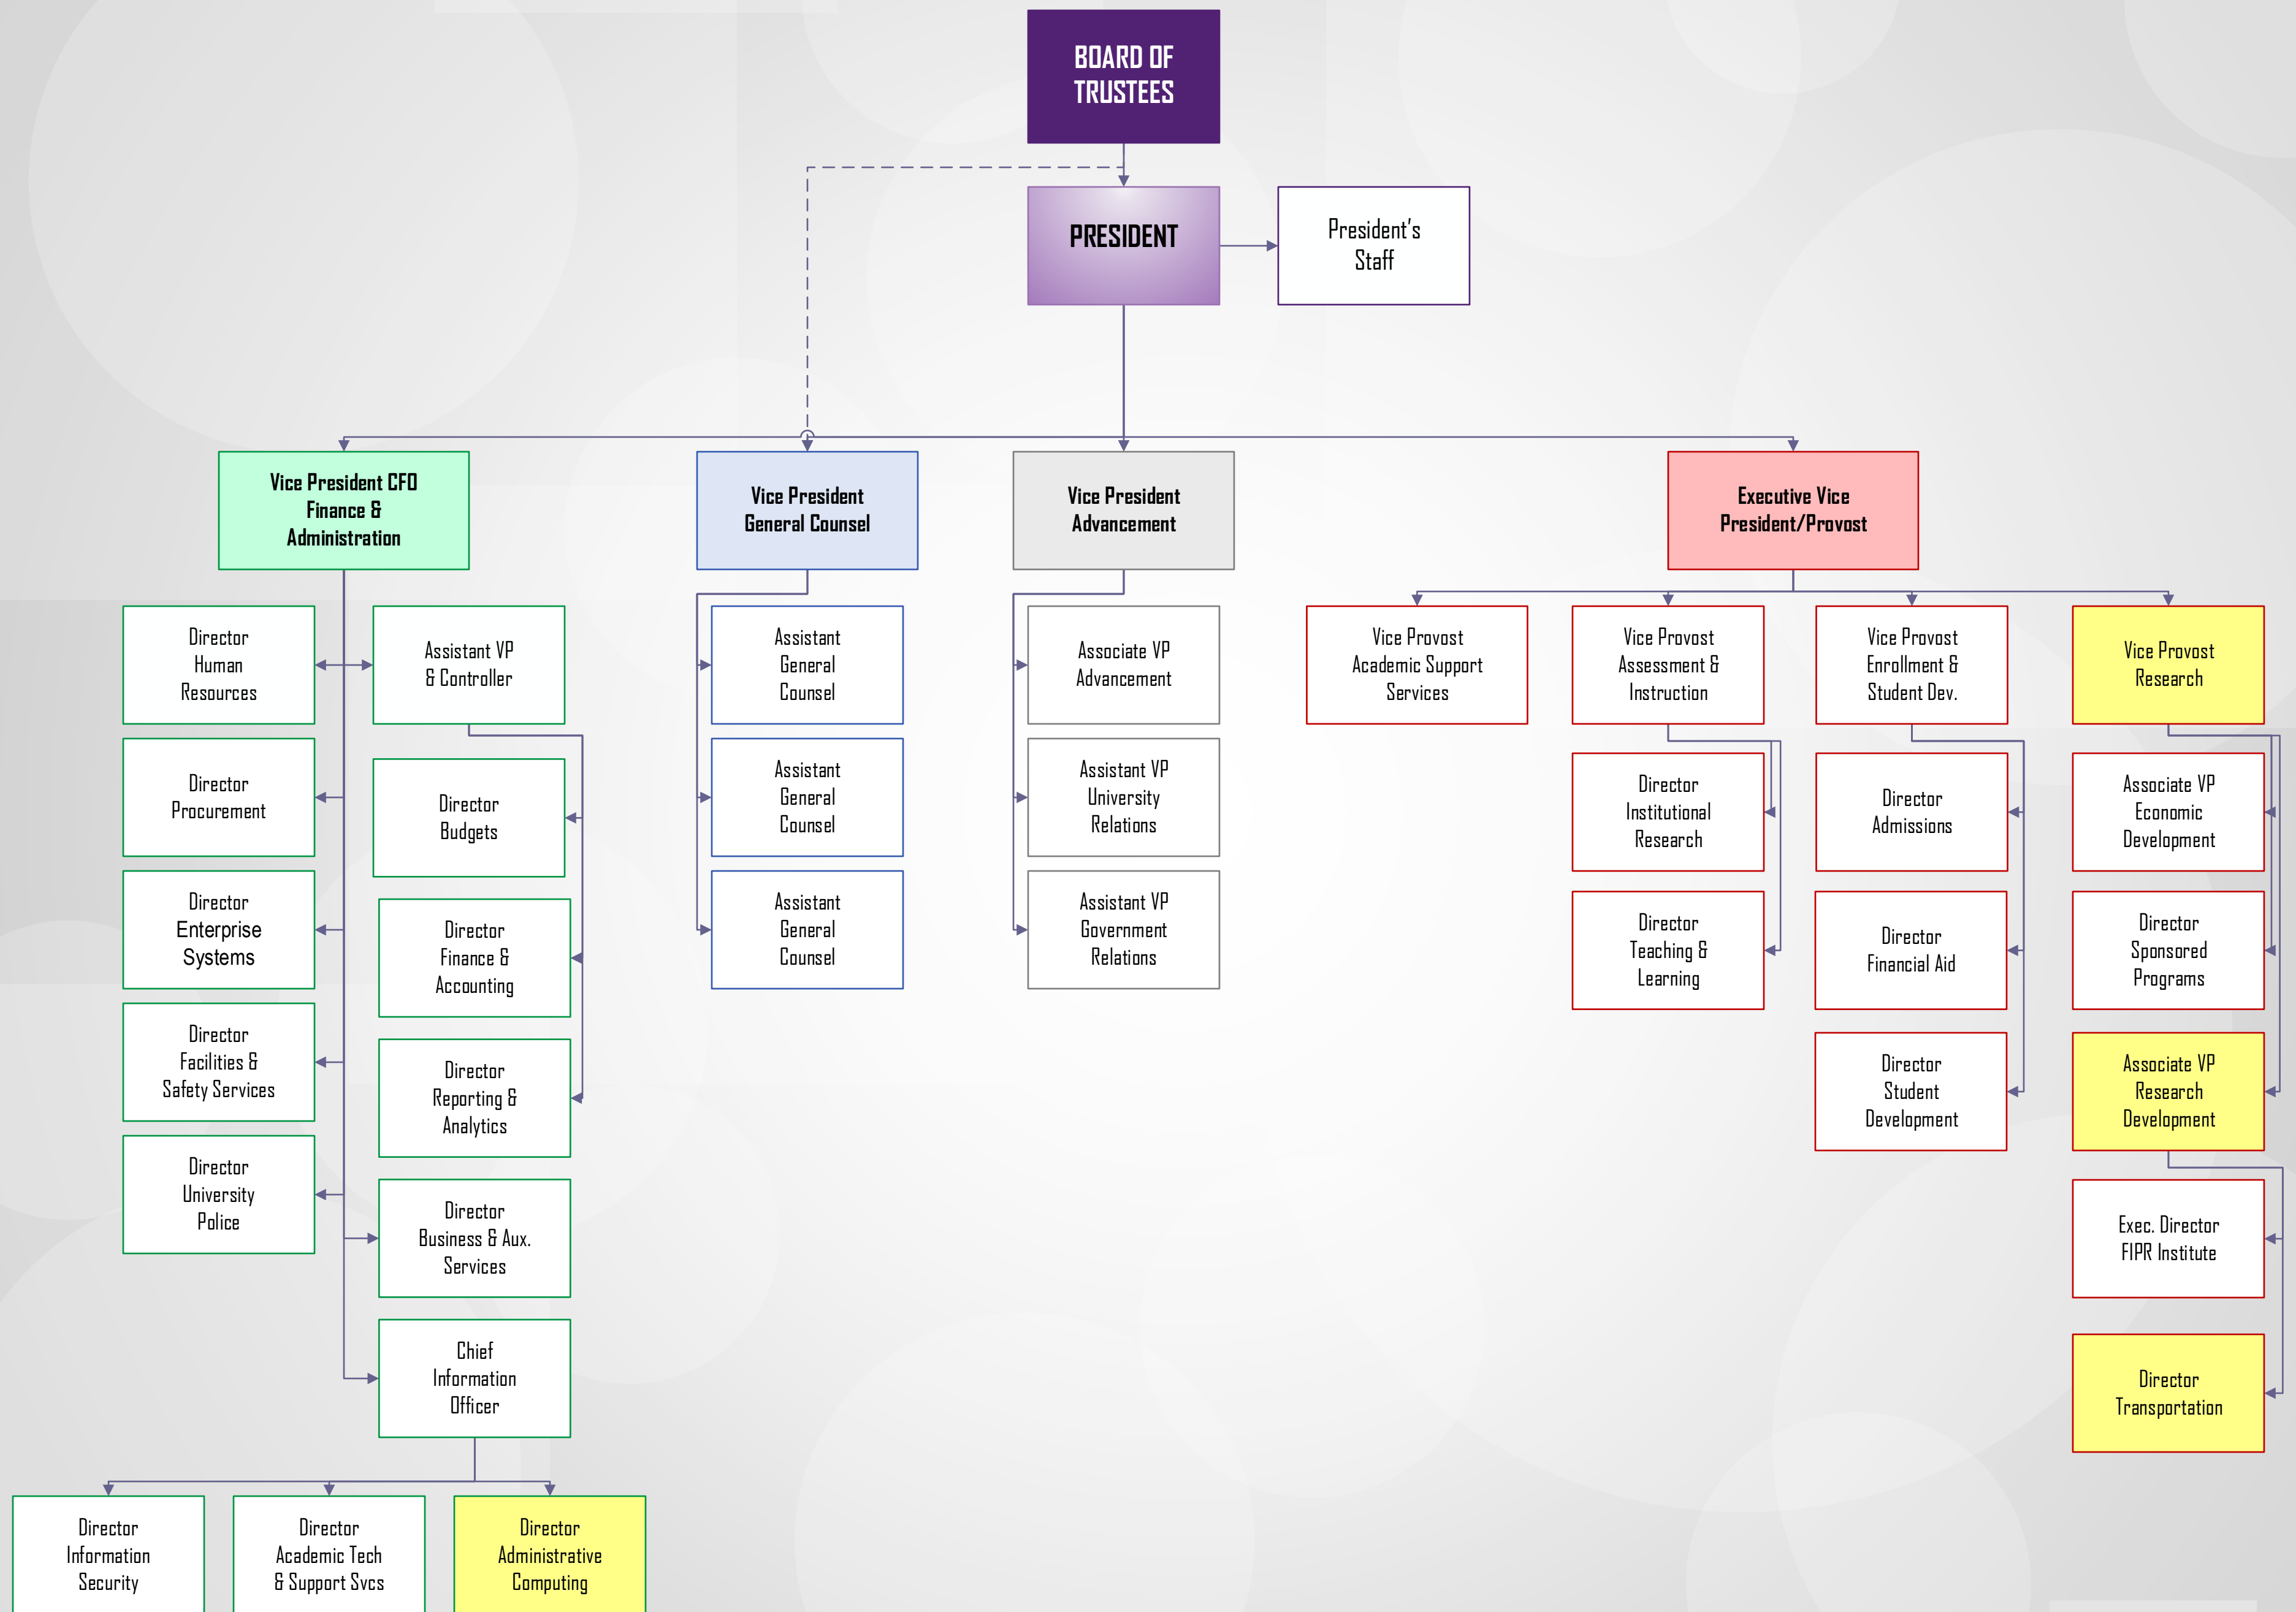 BOARD OF
TRUSTEES
PRESIDENT
President's
Staff
Vice President CFO
Finance &
Administration
Vice President
General Counsel
Vice President
Advancement
Executive Vice
President/Provost
Director
Human
Resources
Assistant VP
& Controller
Director
Procurement
Director
Budgets
Director
Enterprise
Systems
Director
Finance &
Accounting
Director
Facilities &
Safety Services
Director
Reporting &
Analytics
Director
University
Police
Director
Business & Aux.
Services
Chief
Information
Officer
Director
Information
Security
Director
Academic Tech
& Support Svcs
Director
Administrative
Computing
Assistant
General
Counsel
Assistant
General
Counsel
Assistant
General
Counsel
Associate VP
Advancement
Assistant VP
University
Relations
Assistant VP
Government
Relations
Vice Provost
Academic Support
Services
Vice Provost
Assessment &
Instruction
Director
Institutional
Research
Director
Teaching &
Learning
Vice Provost
Enrollment &
Student Dev.
Director
Admissions
Director
Financial Aid
Director
Student
Development
Vice Provost
Research
Associate VP
Economic
Development
Director
Sponsored
Programs
Associate VP
Research
Development
Exec. Director
FIPR Institute
Director
Transportation